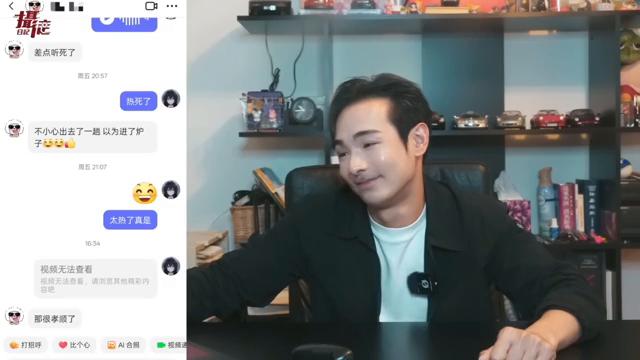 攝
日记
差点听死了
周五 20:57
热死了
不小心出去了一趟 以为进了炉
子
周五 21:07
太热了真是
16:34
视频无法查看
视频无法查看，请浏览其他精彩内
容吧
那很孝顺了
打招呼
比个心
AI 合照
视频通